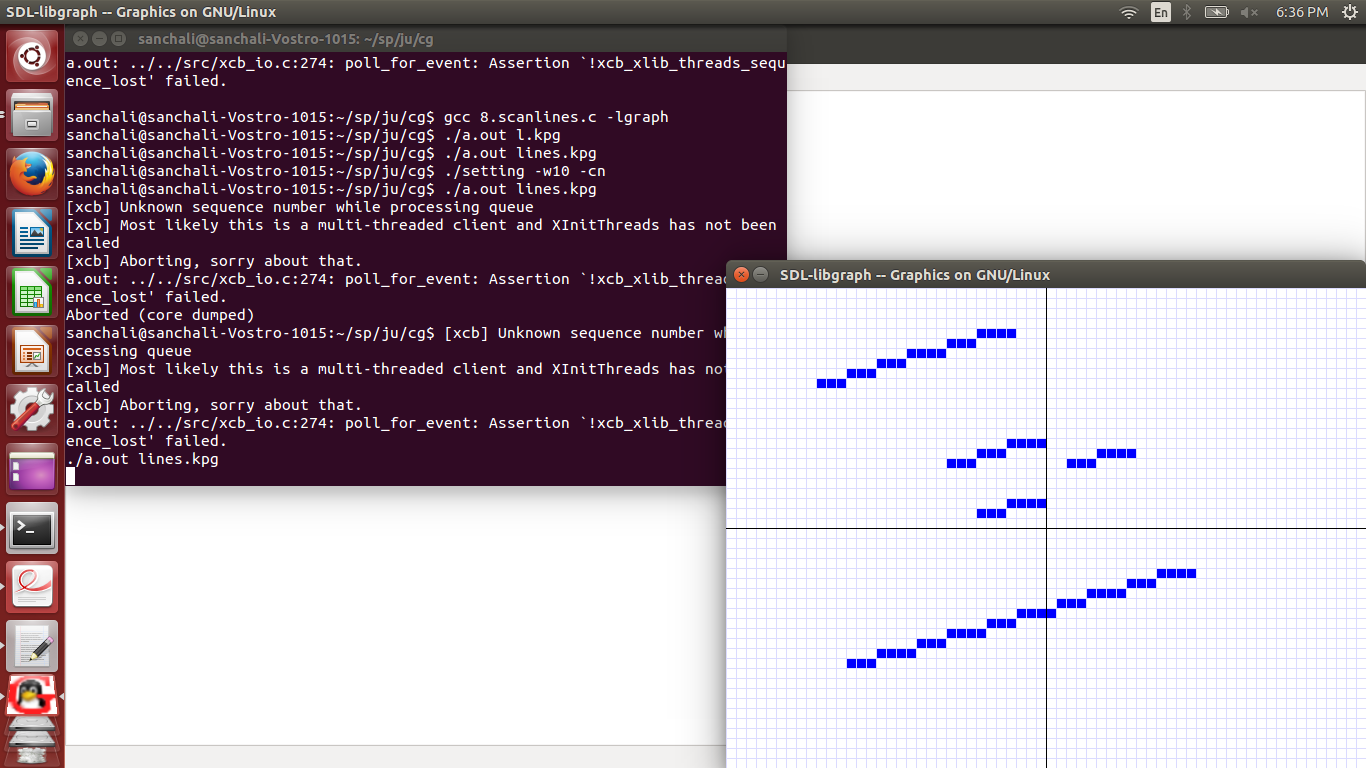 SDL-libgraph -- Graphics on GNU/Linux
En
6:36 PM
sanchali@sanchali-Vostro-1015: ~/sp/ju/cg
a.out: ../../src/xcb_io.c:274: poll_for_event: Assertion `!xcb_xlib_threads_sequ
ence_lost' failed.
sanchali@sanchali-Vostro-1015:~/sp/ju/cg$ gcc 8.scanlines.c -lgraph
sanchali@sanchali-Vostro-1015:~/sp/ju/cg$ ./a.out l.kpg
sanchali@sanchali-Vostro-1015:~/sp/ju/cg$ ./a.out lines.kpg
sanchali@sanchali-Vostro-1015:~/sp/ju/cg$ ./setting -w10 -cn
sanchali@sanchali-Vostro-1015:~/sp/ju/cg$ ./a.out lines.kpg
[xcb] Unknown sequence number while processing queue
[xcb] Most likely this is a multi-threaded client and XInitThreads has not been
called
[xcb] Aborting, sorry about that.
a.out: ../../src/xcb_io.c:274: poll_for_event: Assertion `!xcb_xlib_threa
ence_lost' failed.
Aborted (core dumped)
sanchali@sanchali-Vostro-1015:~/sp/ju/cg$ [xcb] Unknown sequence number w
ocessing queue
[xcb] Most likely this is a multi-threaded client and XInitThreads has no
called
[xcb] Aborting, sorry about that.
a.out: ../../src/xcb_io.c:274: poll_for_event: Assertion `!xcb_xlib_threa
ence_lost' failed.
./a.out lines.kpg
SDL-libgraph -- Graphics on GNU/Linux